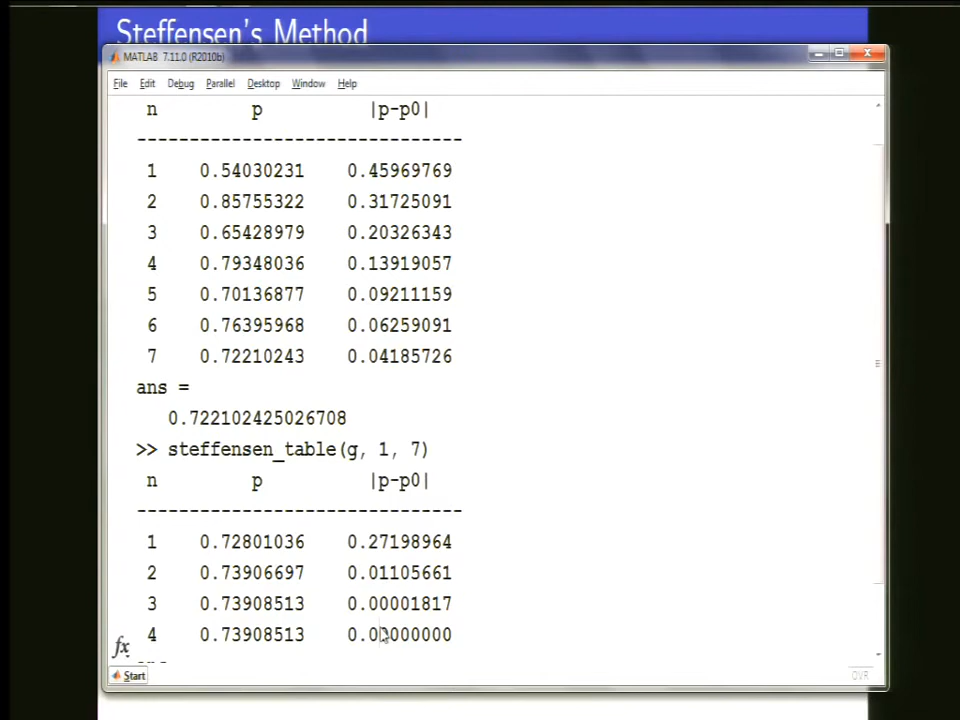 Steffensen's Method
MATLAB 7.11.0 (R2010b)
File Edit Debug Parallel Desktop Window Help
n p |p-p0|
------------------------------
1 0.54030231 0.45969769
2 0.85755322 0.31725091
3 0.65428979 0.20326343
4 0.79348036 0.13919057
5 0.70136877 0.09211159
6 0.76395968 0.06259091
7 0.72210243 0.04185726
ans =
0.722102425026708
>> steffensen_table(g, 1, 7)
n p |p-p0|
------------------------------
1 0.72801036 0.27198964
2 0.73906697 0.01105661
3 0.73908513 0.00001817
fx 4 0.73908513 0.00000000
Start OVR